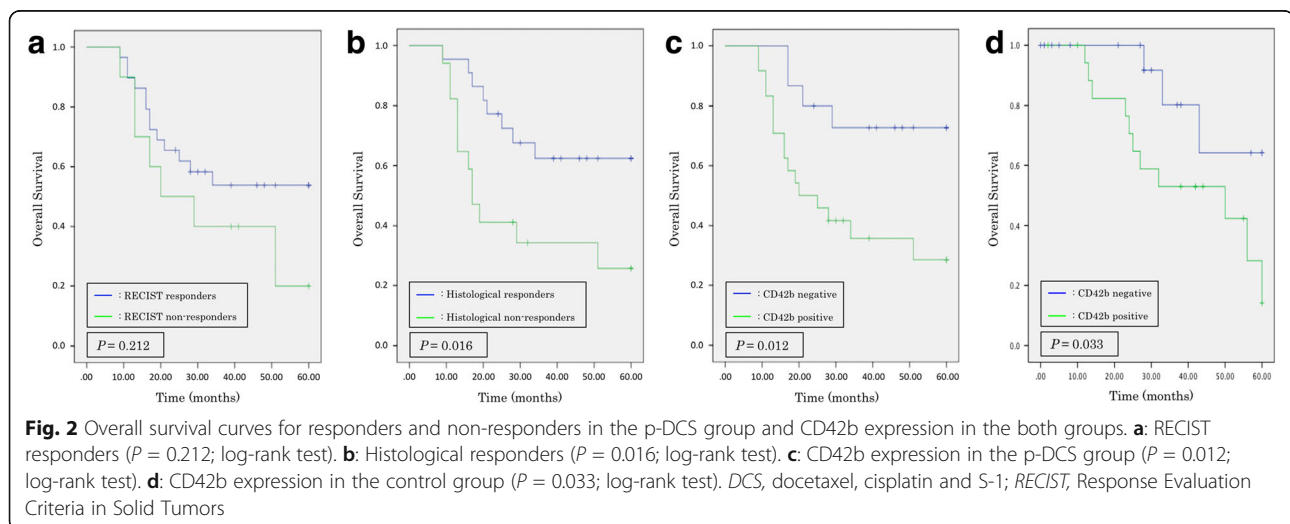 a
1.0
0.8
0.6
0.4
0.2
0.0
Overall Survival
: RECIST responders
: RECIST non-responders
P = 0.212
.00 10.00 20.00 30.00 40.00 50.00 60.00
Time (months)
b
1.0
0.8
0.6
0.4
0.2
0.0
Overall Survival
: Histological responders
: Histological non-responders
P = 0.016
.00 10.00 20.00 30.00 40.00 50.00 60.00
Time (months)
c
1.0
0.8
0.6
0.4
0.2
0.0
Overall Survival
: CD42b negative
: CD42b positive
P = 0.012
.00 10.00 20.00 30.00 40.00 50.00 60.00
Time (months)
d
1.0
0.8
0.6
0.4
0.2
0.0
Overall Survival
: CD42b negative
: CD42b positive
P = 0.033
.00 10.00 20.00 30.00 40.00 50.00 60.00
Time (months)
Fig. 2 Overall survival curves for responders and non-responders in the p-DCS group and CD42b expression in the both groups. a: RECIST
responders (P = 0.212; log-rank test). b: Histological responders (P = 0.016; log-rank test). c: CD42b expression in the p-DCS group (P = 0.012;
log-rank test). d: CD42b expression in the control group (P = 0.033; log-rank test). DCS, docetaxel, cisplatin and S-1; RECIST, Response Evaluation
Criteria in Solid Tumors